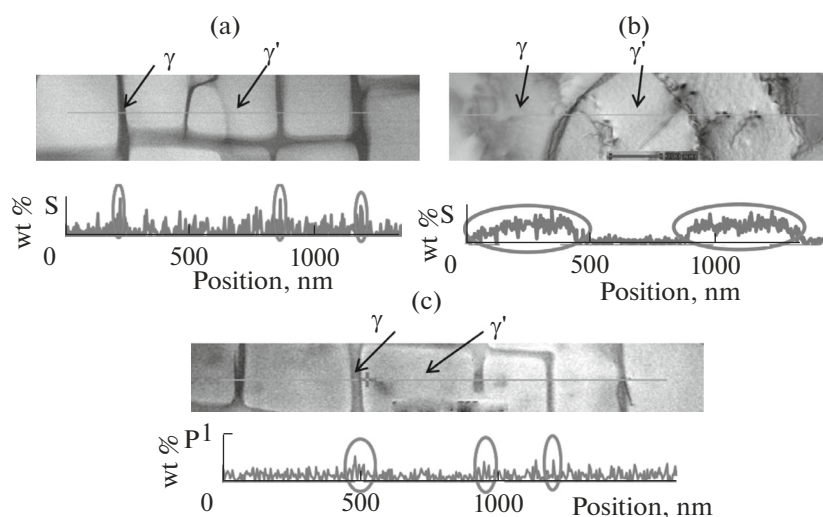 (a)
γ γ'
wt %
S
0 500 1000
Position, nm
(b)
γ γ'
wt %
S
0 500 1000
Position, nm
(c)
γ γ'
wt %
P 1
0 500 1000 Position, nm